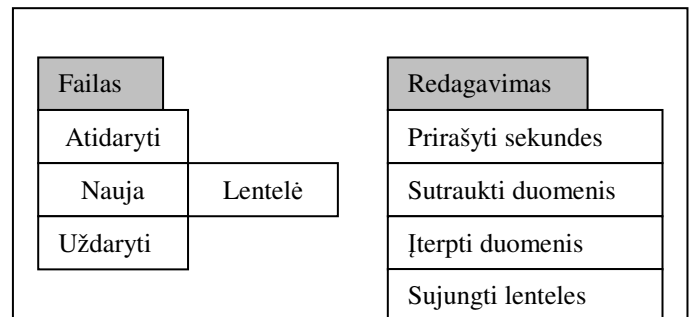 Failas
Atidaryti
Nauja
Lentelė
Uždaryti
Redagavimas
Prirašyti sekundes
Sutraukti duomenis
Įterpti duomenis
Sujungti lenteles